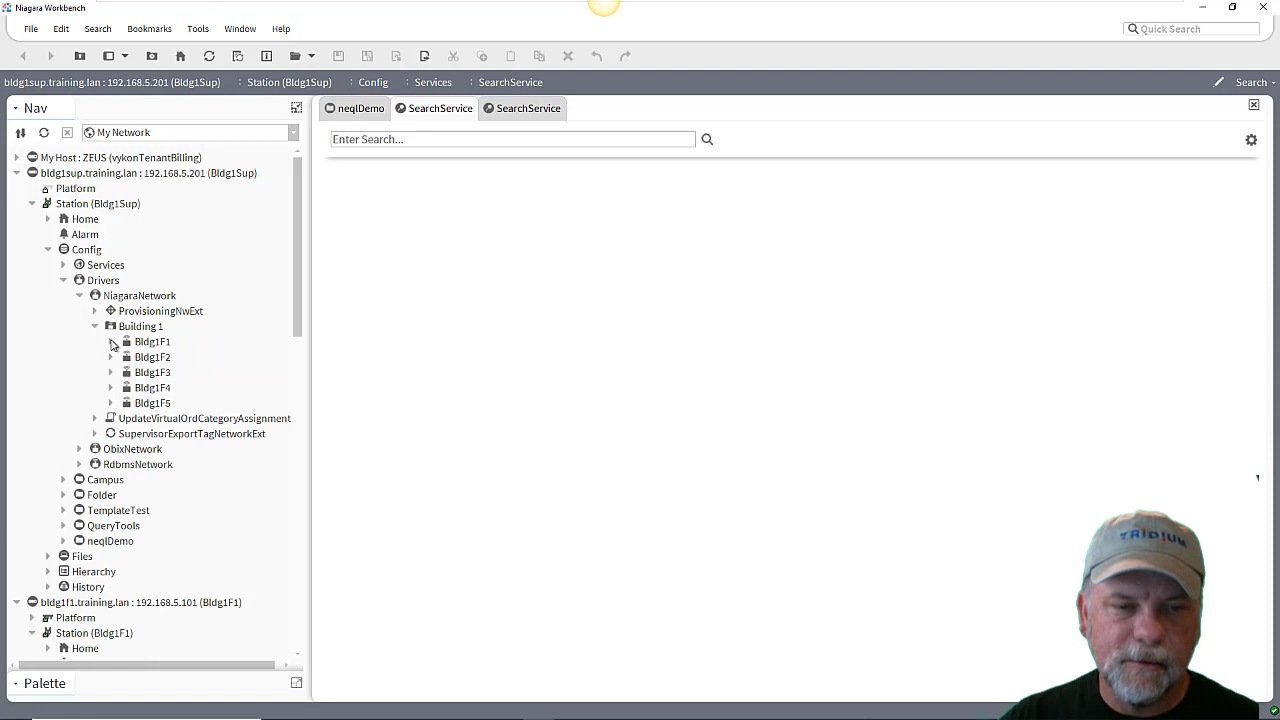 Niagara Workbench
File Edit Search Bookmarks Tools Window Help
Quick Search
bldg1sup.training.lan : 192.168.5.201 (Bldg1Sup) : Station (Bldg1Sup) : Config : Services : SearchService
Search
Nav
neqlDemo SearchService SearchService
My Network
Enter Search...
My Host : ZEUS (vykonTenantBilling)
bldg1sup.training.lan : 192.168.5.201 (Bldg1Sup)
Platform
Station (Bldg1Sup)
Home
Alarm
Config
Services
Drivers
NiagaraNetwork
ProvisioningNwExt
Building 1
Bldg1F1
Bldg1F2
Bldg1F3
Bldg1F4
Bldg1F5
UpdateVirtualOrdCategoryAssignment
SupervisorExportTagNetworkExt
ObixNetwork
RdbmsNetwork
Campus
Folder
TemplateTest
QueryTools
neqlDemo
Files
Hierarchy
History
bldg1f1.training.lan : 192.168.5.101 (Bldg1F1)
Platform
Station (Bldg1F1)
Home
Palette
TRIDIUM